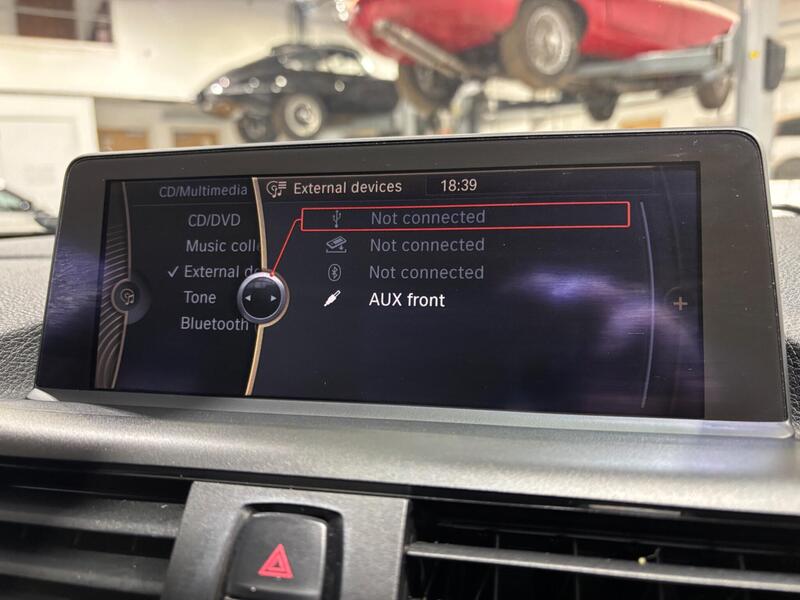 CD/Multimedia
External devices
18:39
CD/DVD
Music colle
External de
Tone
Bluetooth
Not connected
Not connected
Not connected
AUX front